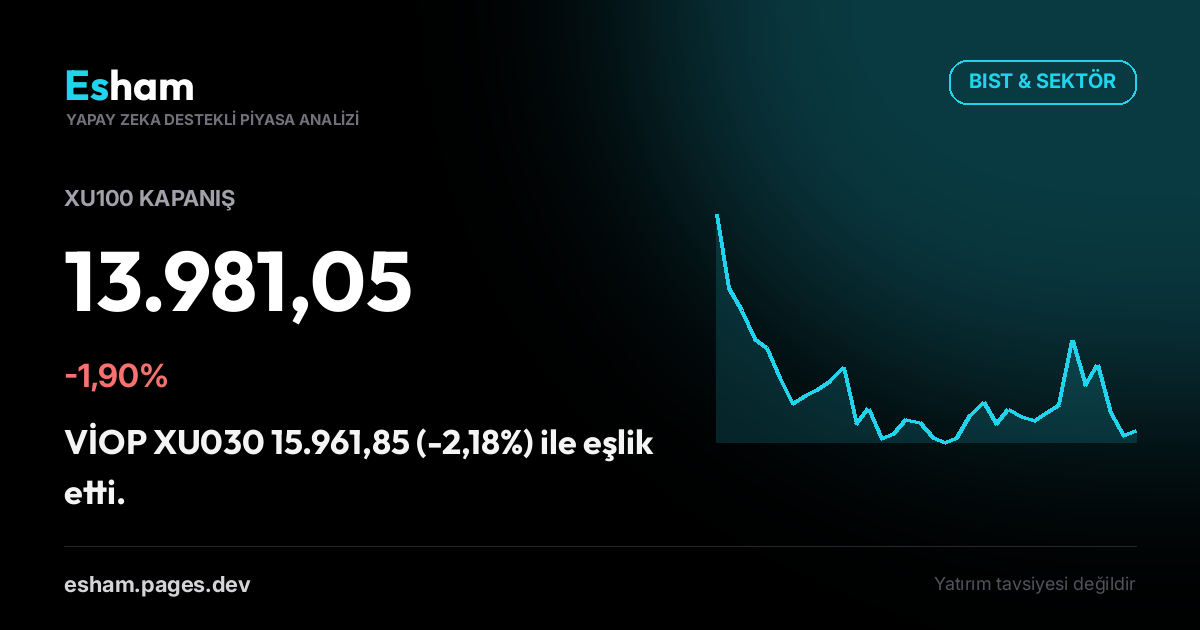 Esham
YAPAY ZEKA DESTEKLİ PİYASA ANALİZİ
BIST & SEKTÖR
XU100 KAPANIŞ
13.981,05
-1,90%
VİOP XU030 15.961,85 (-2,18%) ile eşlik
etti.
esham.pages.dev
Yatırım tavsiyesi değildir